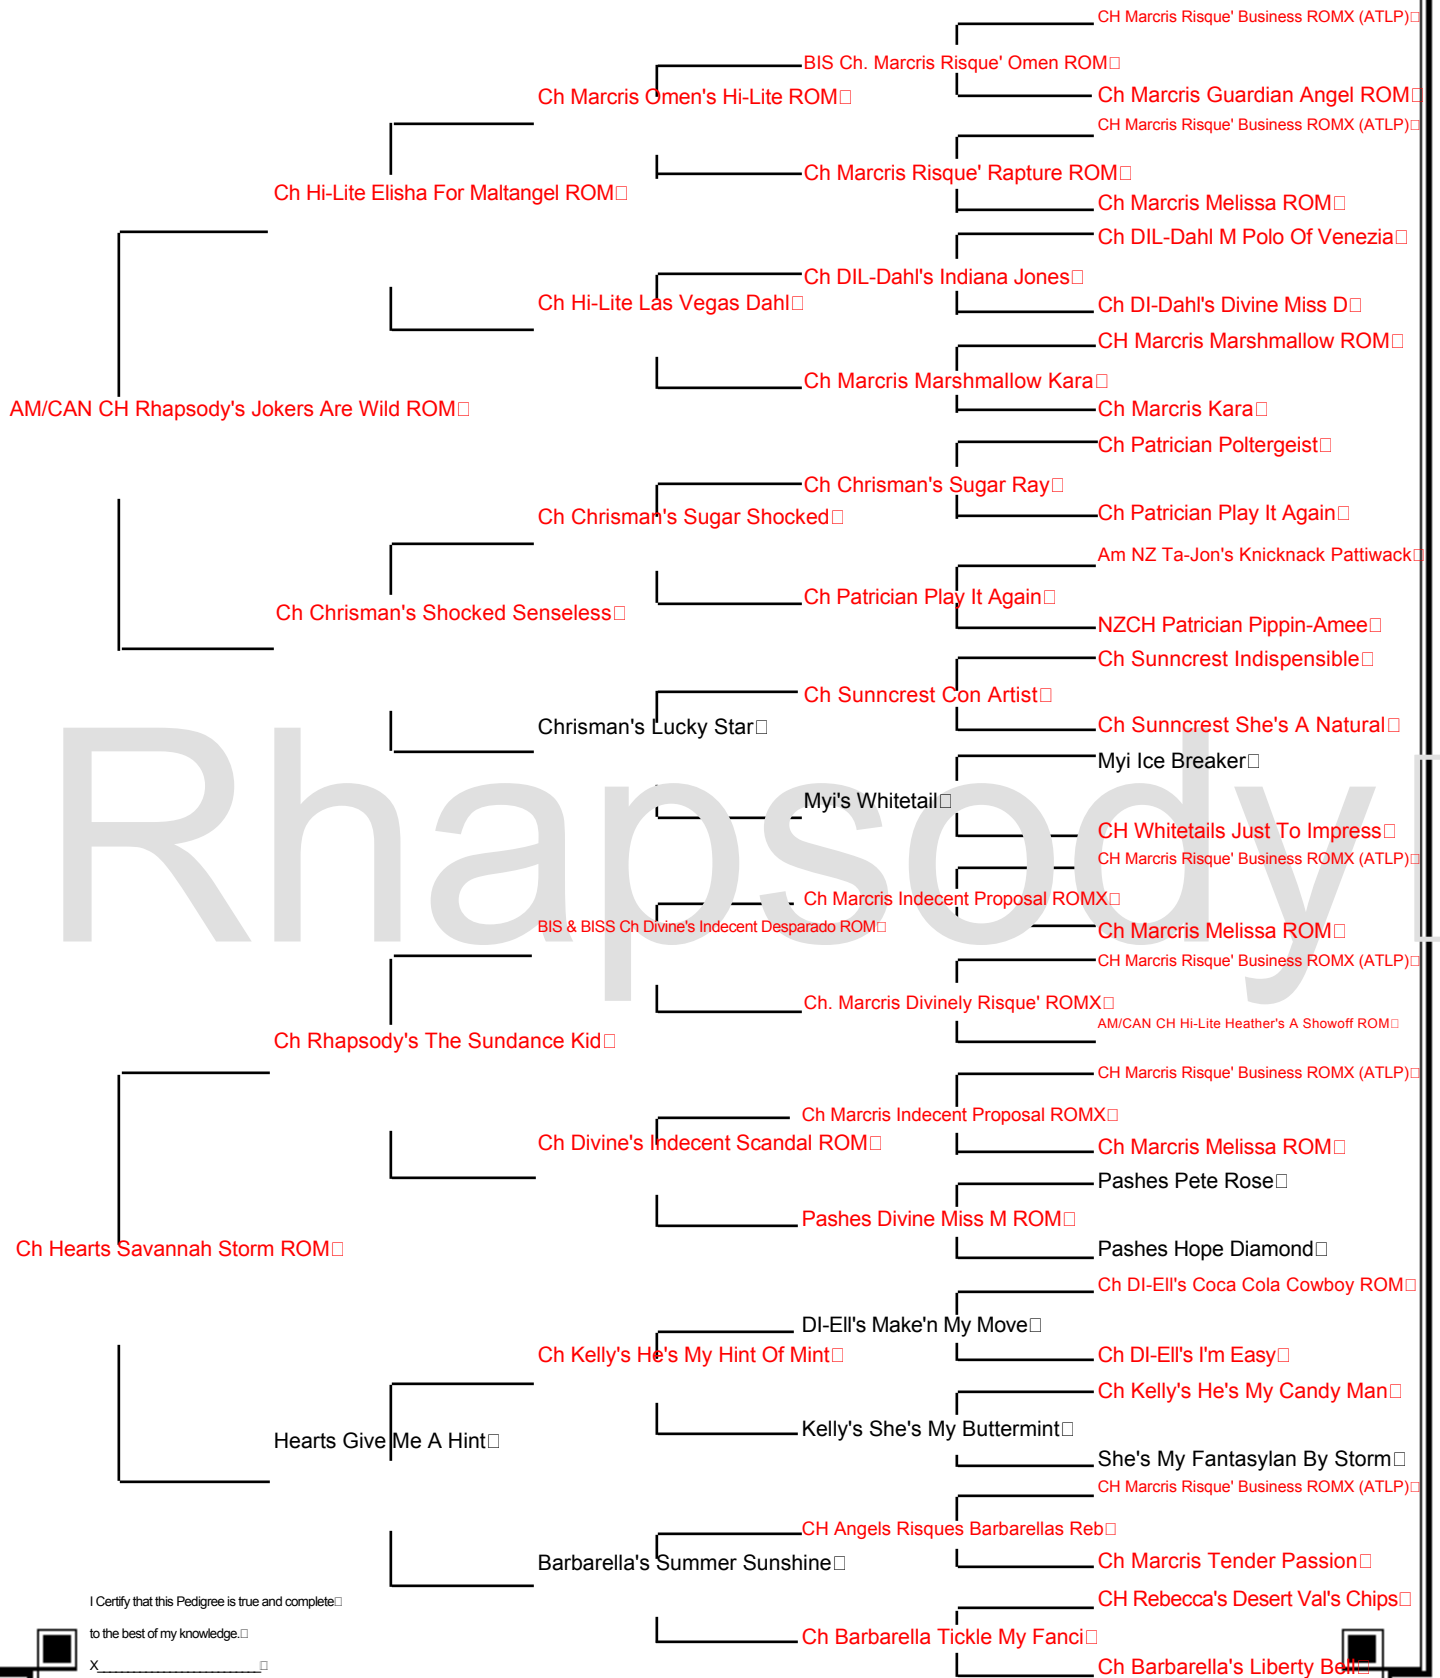 CH Marcris Risque' Business ROMX (ATLP)
BIS Ch. Marcris Risque' Omen ROM
Ch Marcris Omen's Hi-Lite ROM
Ch Marcris Guardian Angel ROM
CH Marcris Risque' Business ROMX (ATLP)
Ch Marcris Risque' Rapture ROM
Ch Hi-Lite Elisha For Maltangel ROM
Ch Marcris Melissa ROM
Ch DIL-Dahl M Polo Of Venezia
Ch DIL-Dahl's Indiana Jones
Ch Hi-Lite Las Vegas Dahl
Ch DI-Dahl's Divine Miss D
CH Marcris Marshmallow ROM
Ch Marcris Marshmallow Kara
AM/CAN CH Rhapsody's Jokers Are Wild ROM
Ch Marcris Kara
Ch Patrician Poltergeist
Ch Chrisman's Sugar Ray
Ch Chrisman's Sugar Shocked
Ch Patrician Play It Again
Am NZ Ta-Jon's Knicknack Pattiwack
Ch Patrician Play It Again
Ch Chrisman's Shocked Senseless
NZCH Patrician Pippin-Amee
Ch Sunncrest Indispensible
Ch Sunncrest Con Artist
Chrisman's Lucky Star
Ch Sunncrest She's A Natural
Myi Ice Breaker
Myi's Whitetail
CH Whitetails Just To Impress
Rhapsody
CH Marcris Risque' Business ROMX (ATLP)
Ch Marcris Indecent Proposal ROMX
BIS & BISS Ch Divine's Indecent Desparado ROM
Ch Marcris Melissa ROM
CH Marcris Risque' Business ROMX (ATLP)
Ch. Marcris Divinely Risque' ROMX
AM/CAN CH Hi-Lite Heather's A Showoff ROM
Ch Rhapsody's The Sundance Kid
CH Marcris Risque' Business ROMX (ATLP)
Ch Marcris Indecent Proposal ROMX
Ch Divine's Indecent Scandal ROM
Ch Marcris Melissa ROM
Pashes Pete Rose
Pashes Divine Miss M ROM
Ch Hearts Savannah Storm ROM
Pashes Hope Diamond
Ch DI-Ell's Coca Cola Cowboy ROM
DI-Ell's Make'n My Move
Ch Kelly's He's My Hint Of Mint
Ch DI-Ell's I'm Easy
Ch Kelly's He's My Candy Man
Kelly's She's My Buttermint
Hearts Give Me A Hint
She's My Fantasylan By Storm
CH Marcris Risque' Business ROMX (ATLP)
CH Angels Risques Barbarellas Reb
Barbarella's Summer Sunshine
Ch Marcris Tender Passion
CH Rebecca's Desert Val's Chips
Ch Barbarella Tickle My Fanci
Ch Barbarella's Liberty Bell
I Certify that this Pedigree is true and complete
to the best of my knowledge.
X___________________________